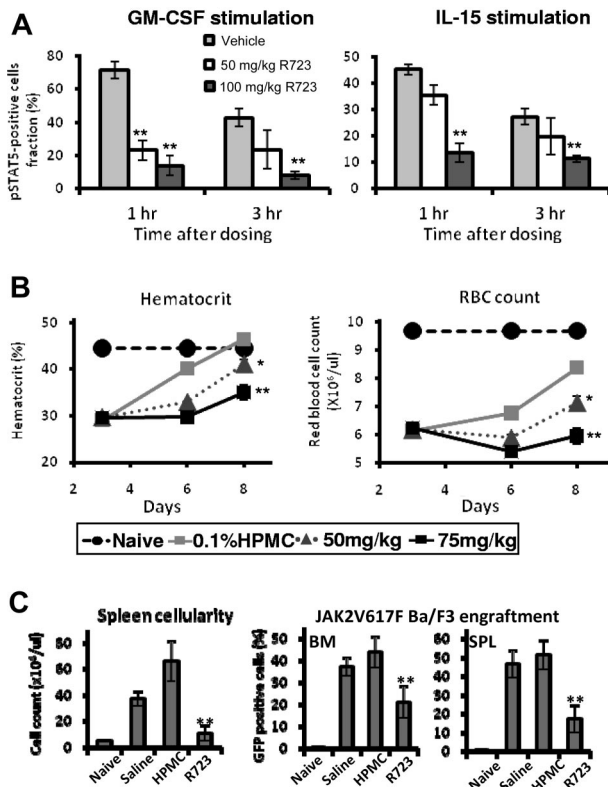 A
GM-CSF stimulation
IL-15 stimulation
Vehicle
50 mg/kg R723
100 mg/kg R723
pSTAT5-positive cells
fraction (%)
80
60
40
20
0
**
**
**
1 hr
3 hr
Time after dosing
50
40
30
20
10
0
**
**
1 hr
3 hr
Time after dosing
B
Hematocrit
Hematocrit (%)
50
40
30
20
*
**
2
4
6
8
Days
RBC count
Red blood cell count
(X10⁶/ul)
10
9
8
7
6
5
*
**
2
4
6
8
Days
Naive
0.1%HPMC
50mg/kg
75mg/kg
C
Spleen cellularity
Cell count (x10⁶/ul)
80
60
40
20
0
**
Naive
Saline
HPMC
R723
JAK2V617F Ba/F3 engraftment
GFP positive cells (%)
BM
50
40
30
20
10
0
**
Naive
Saline
HPMC
R723
SPL
60
50
40
30
20
10
0
**
Naive
Saline
HPMC
R723